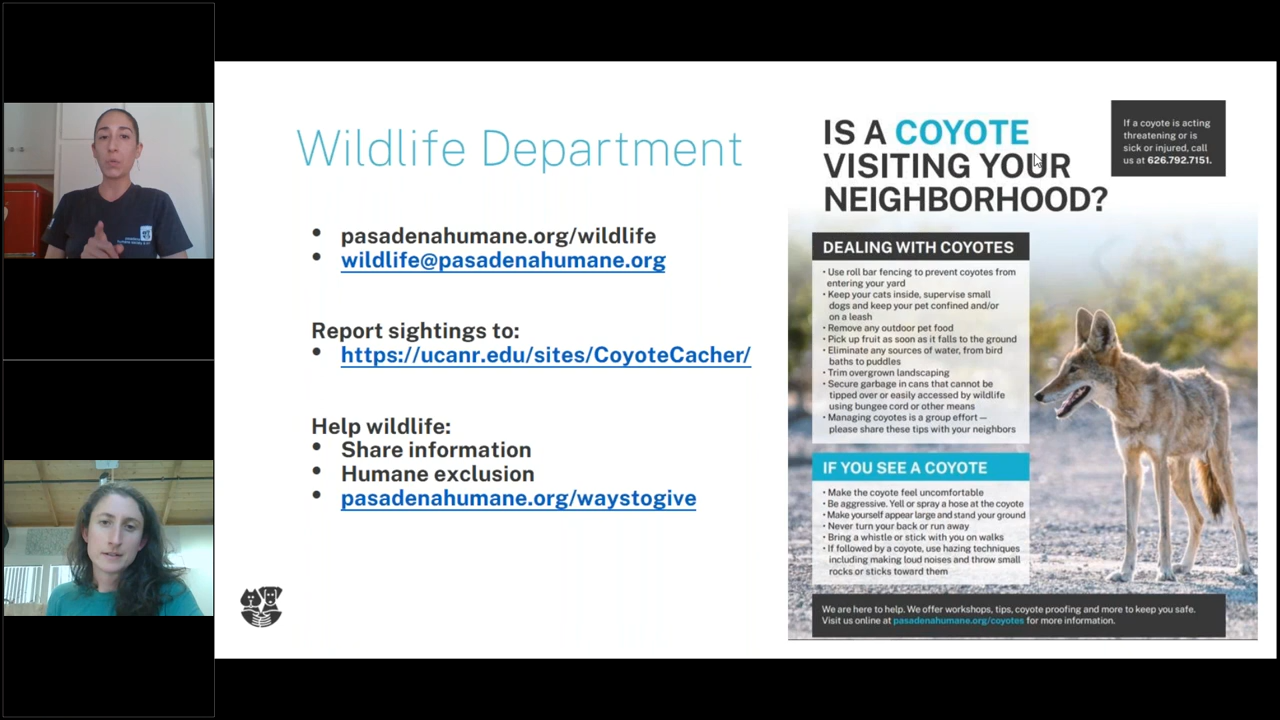 Wildlife Department
• pasadenahumane.org/wildlife
• wildlife@pasadenahumane.org
Report sightings to:
• https://ucanr.edu/sites/CoyoteCacher/
Help wildlife:
• Share information
• Humane exclusion
• pasadenahumane.org/waystogive
IS A COYOTE
VISITING YOUR
NEIGHBORHOOD?
If a coyote is acting
threatening or is
sick or injured, call
us at 626.792.7151.
DEALING WITH COYOTES
• Use roll bar fencing to prevent coyotes from
entering your yard
• Keep your cats inside, supervise small
dogs and keep your pet confined and/or
on a leash
• Remove any outdoor pet food
• Pick up fruit as soon as it falls to the ground
• Eliminate any sources of water, from bird
baths to puddles
• Trim overgrown landscaping
• Secure garbage in cans that cannot be
tipped over or easily accessed by wildlife
using bungee cord or other means
• Managing coyotes is a group effort—
please share these tips with your neighbors
IF YOU SEE A COYOTE
• Make the coyote feel uncomfortable
• Be aggressive. Yell or spray a hose at the coyote
• Make yourself appear large and stand your ground
• Never turn your back or run away
• Bring a whistle or stick with you on walks
• If followed by a coyote, use hazing techniques
including making loud noises and throw small
rocks or sticks toward them
We are here to help. We offer workshops, tips, coyote proofing and more to keep you safe.
Visit us online at pasadenahumane.org/coyotes for more information.